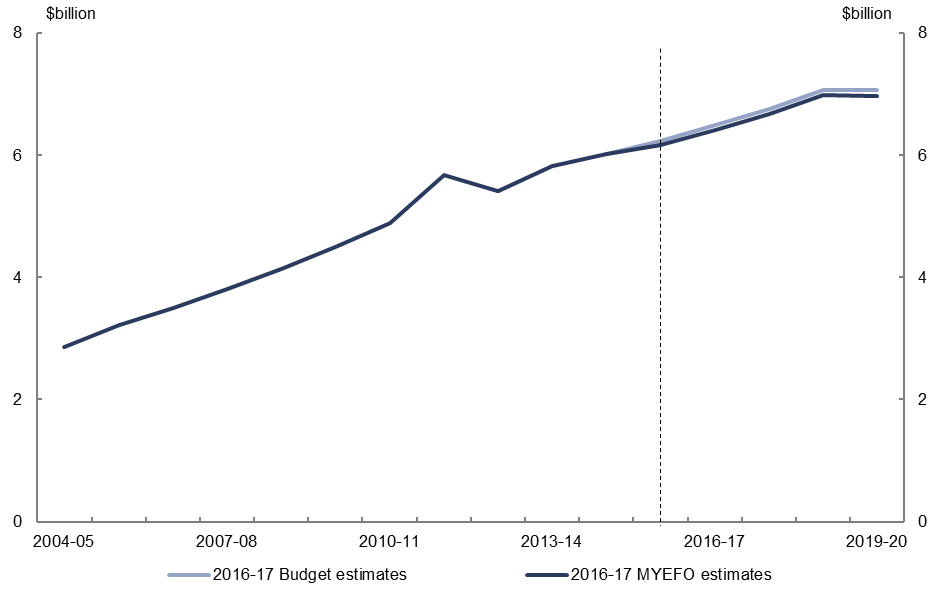 $billion $billion
8 8
6 6
4 4
2 2
0 0
2004-05 2007-08 2010-11 2013-14 2016-17 2019-20
2016-17 Budget estimates 2016-17 MYEFO estimates